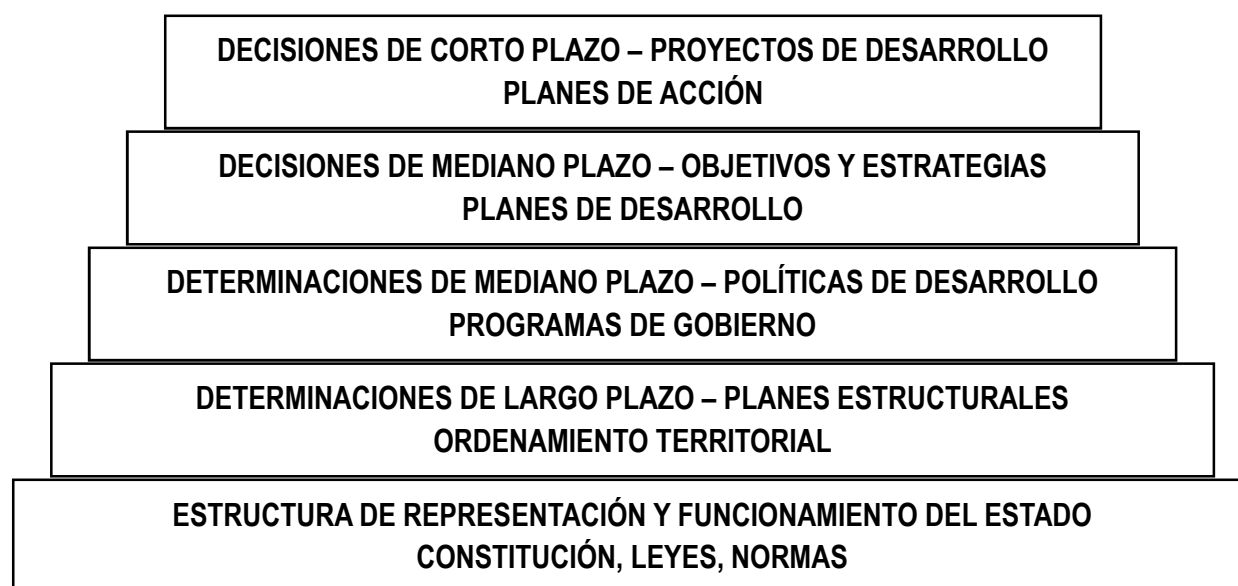 DECISIONES DE CORTO PLAZO – PROYECTOS DE DESARROLLO
PLANES DE ACCIÓN
DECISIONES DE MEDIANO PLAZO – OBJETIVOS Y ESTRATEGIAS
PLANES DE DESARROLLO
DETERMINACIONES DE MEDIANO PLAZO – POLÍTICAS DE DESARROLLO
PROGRAMAS DE GOBIERNO
DETERMINACIONES DE LARGO PLAZO – PLANES ESTRUCTURALES
ORDENAMIENTO TERRITORIAL
ESTRUCTURA DE REPRESENTACIÓN Y FUNCIONAMIENTO DEL ESTADO
CONSTITUCIÓN, LEYES, NORMAS